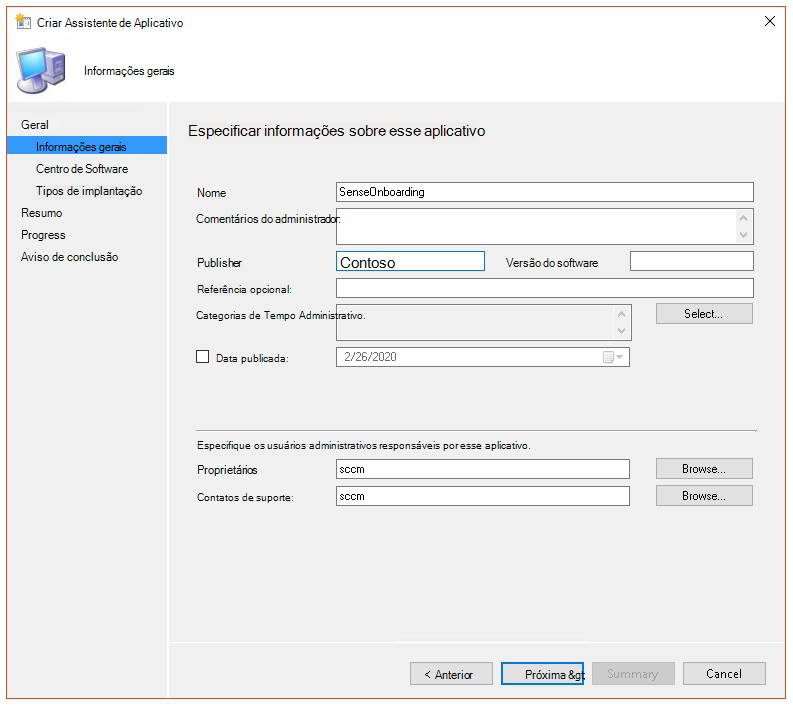 Criar Assistente de Aplicativo
Informações gerais
Geral
Informações gerais
Centro de Software
Tipos de implantação
Resumo
Progress
Aviso de conclusão
Especificar informações sobre esse aplicativo
Nome SenseOnboarding
Comentários do administrador:
Publisher Contoso Versão do software
Referência opcional:
Categorias de Tempo Administrativo. Select...
Data publicada: 2/26/2020
Especifique os usuários administrativos responsáveis por esse aplicativo.
Proprietários sccm Browse...
Contatos de suporte: sccm Browse...
< Anterior Próxima &gt; Summary Cancel